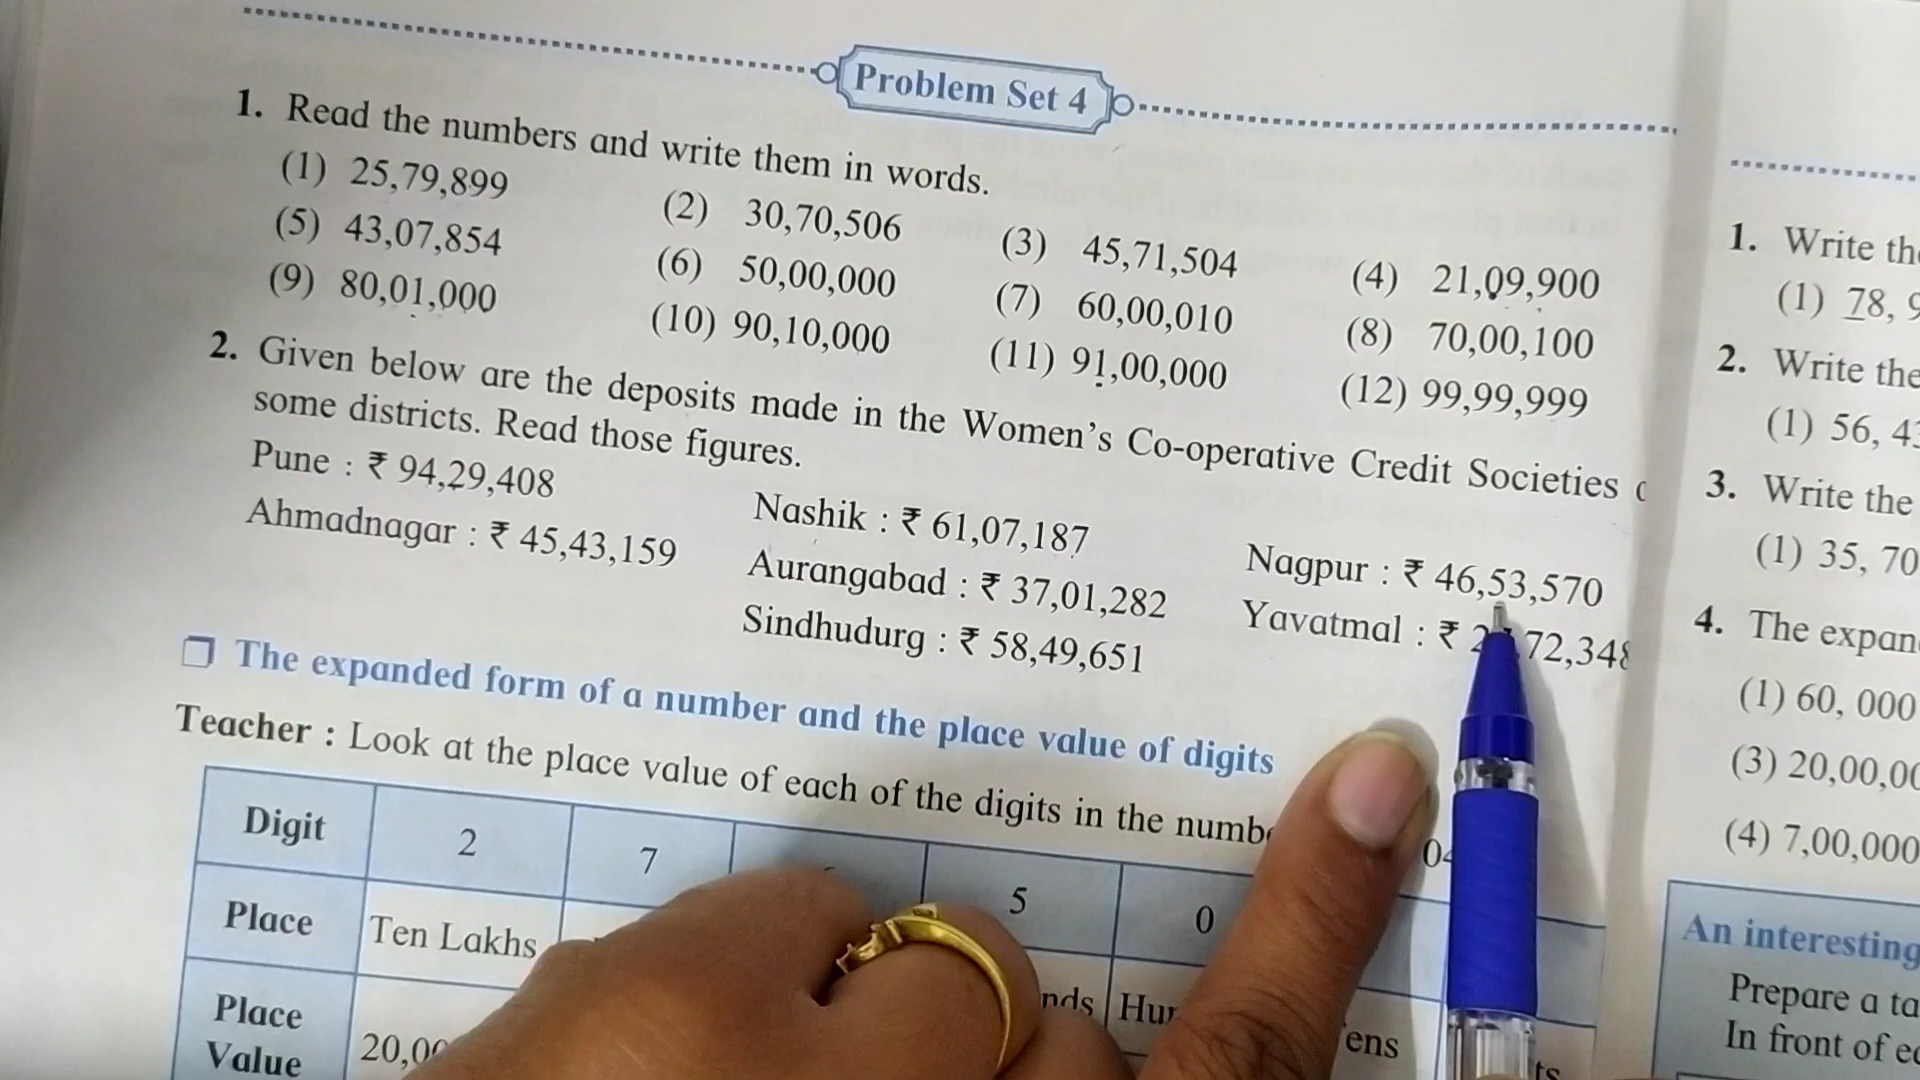 Problem Set 4
1. Read the numbers and write them in words.
(1) 25,79,899 (2) 30,70,506 (3) 45,71,504 (4) 21,09,900
(5) 43,07,854 (6) 50,00,000 (7) 60,00,010 (8) 70,00,100
(9) 80,01,000 (10) 90,10,000 (11) 91,00,000 (12) 99,99,999
2. Given below are the deposits made in the Women's Co-operative Credit Societies
some districts. Read those figures.
Pune : ₹ 94,29,408 Nashik : ₹ 61,07,187 Nagpur : ₹ 46,53,570
Ahmadnagar : ₹ 45,43,159 Aurangabad : ₹ 37,01,282 Yavatmal : ₹ 72,348
Sindhudurg : ₹ 58,49,651
The expanded form of a number and the place value of digits
Teacher : Look at the place value of each of the digits in the
Digit 2 7 5 0
Place Ten Lakhs
Place
Value
1. Write
(1) 78,
2. Write the
(1) 56,
3. Write the
(1) 35, 70
4. The
(1) 60, 000
(3) 20,00,00
(4) 7,00,000
An interesting
Prepare a
In front of